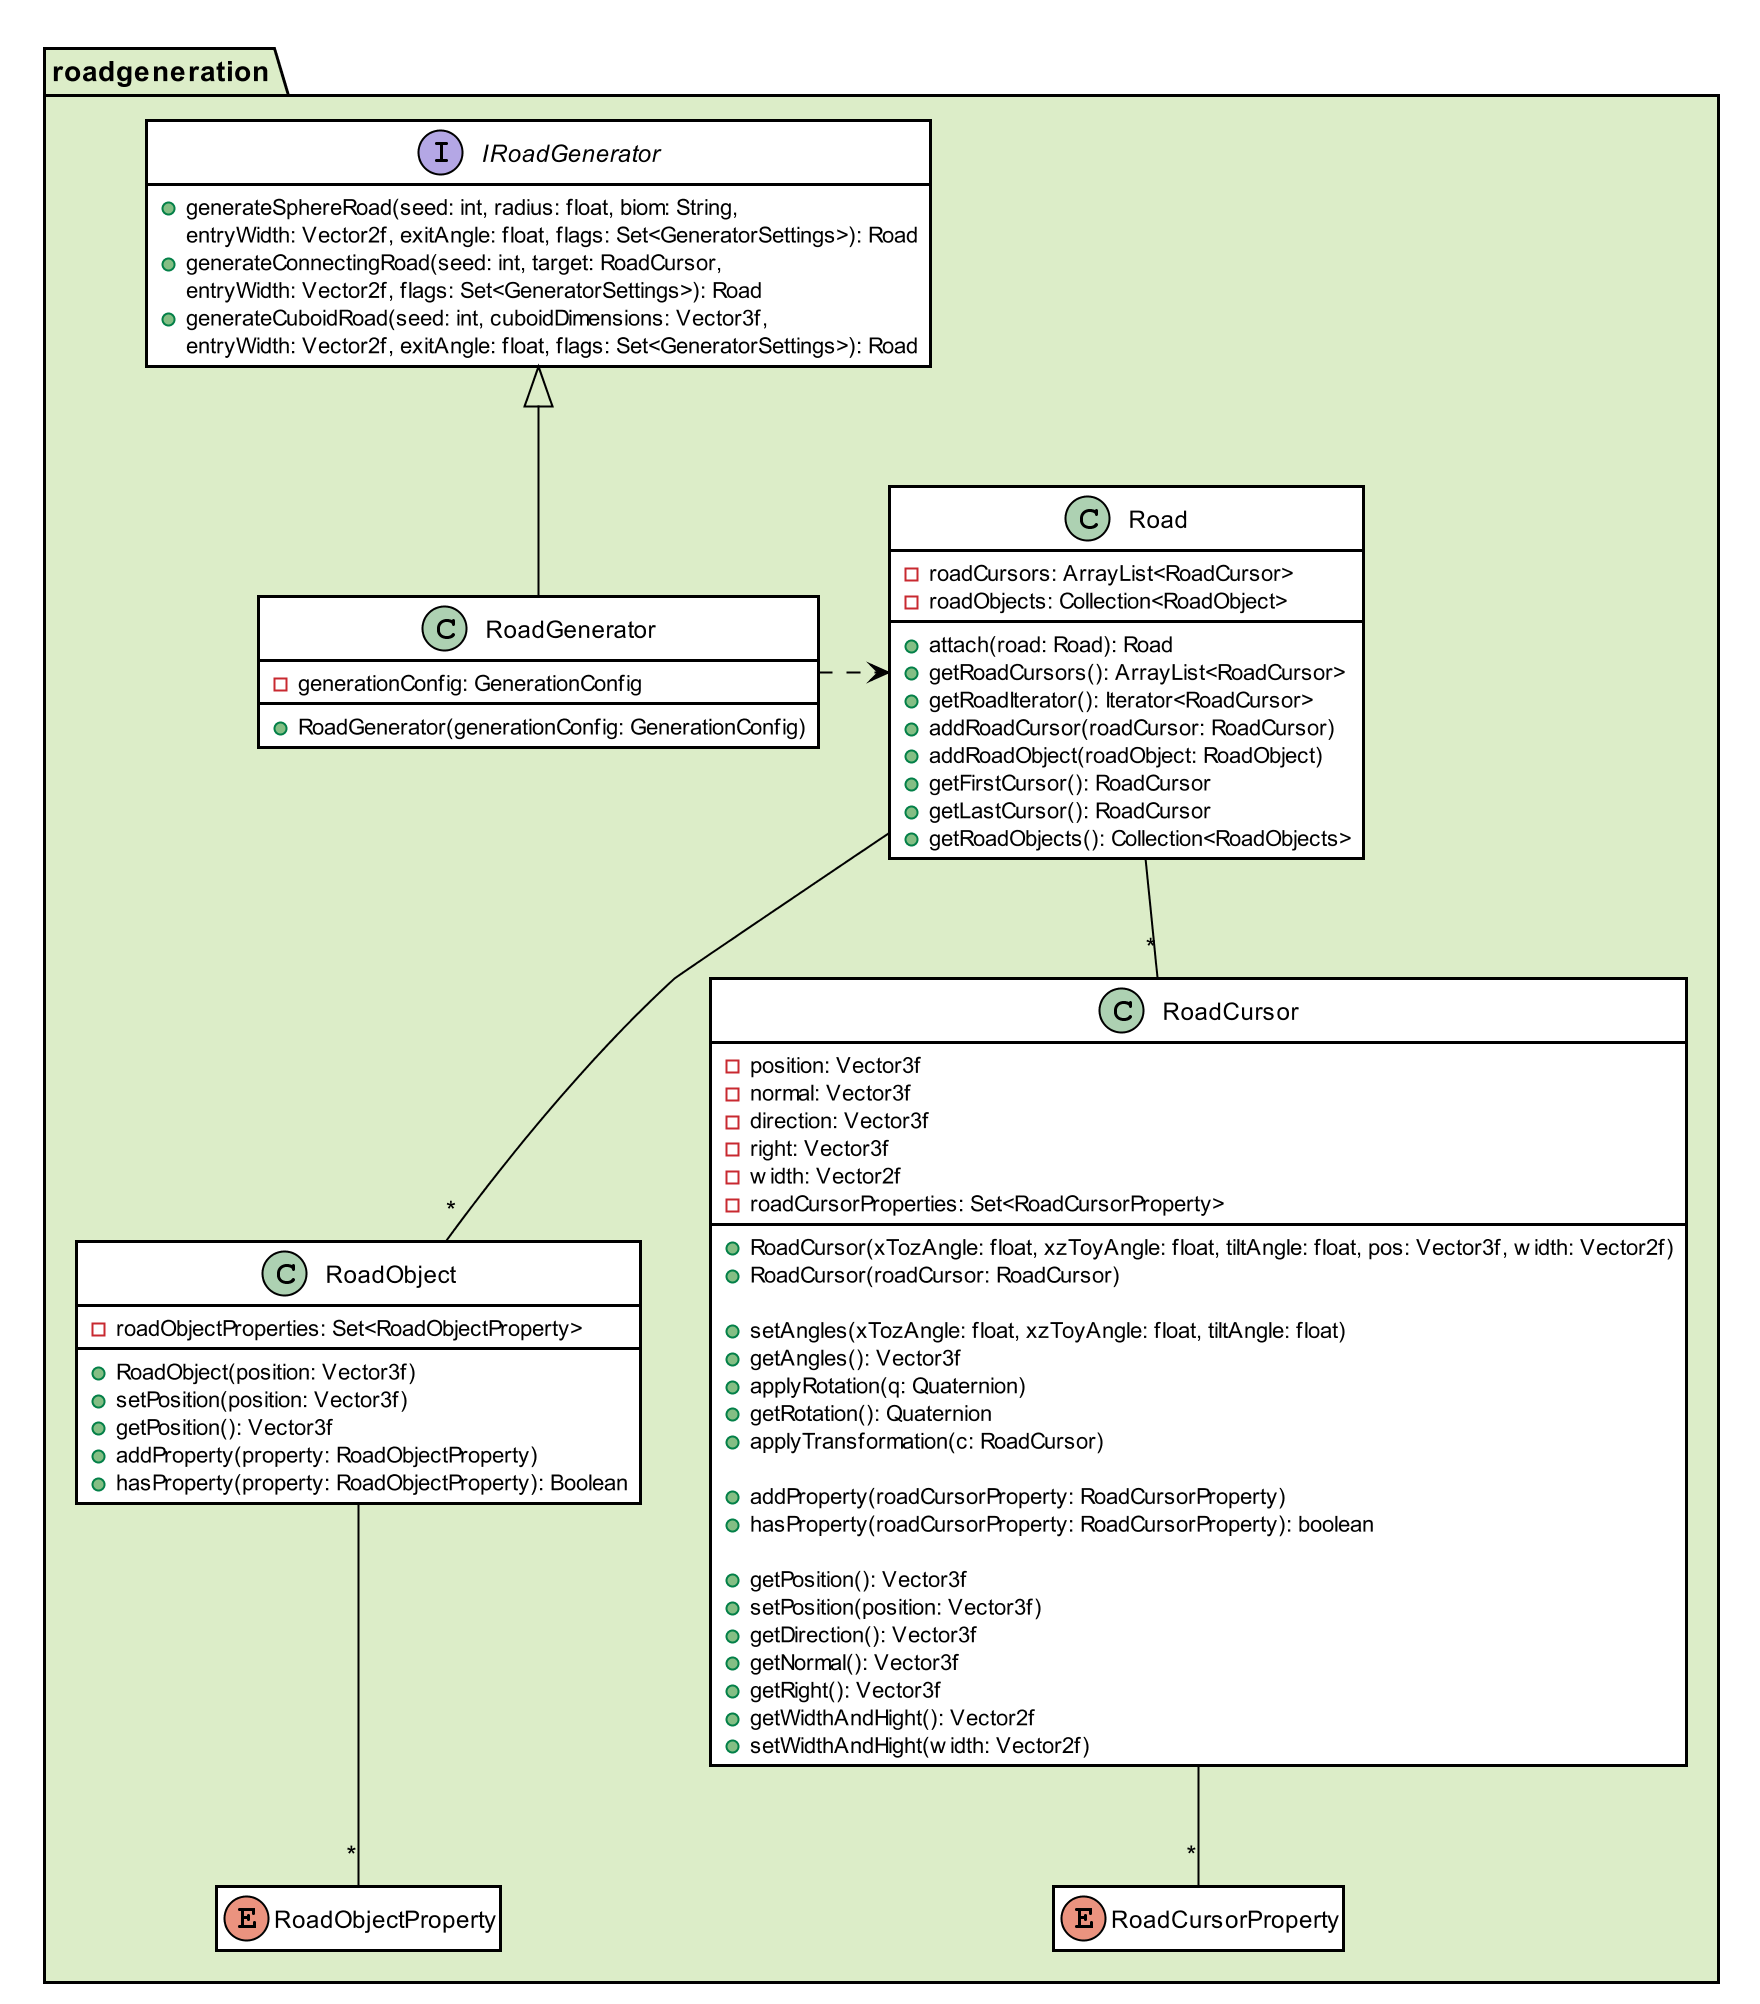 roadgeneration
I IRoadGenerator
generateSphereRoad(seed: int, radius: float, biom: String,
entryWidth: Vector2f, exitAngle: float, flags: Set<GeneratorSettings>): Road
generateConnectingRoad(seed: int, target: RoadCursor,
entryWidth: Vector2f, flags: Set<GeneratorSettings>): Road
generateCuboidRoad(seed: int, cuboidDimensions: Vector3f,
entryWidth: Vector2f, exitAngle: float, flags: Set<GeneratorSettings>): Road
C Road
roadCursors: ArrayList<RoadCursor>
roadObjects: Collection<RoadObject>
attach(road: Road): Road
getRoadCursors(): ArrayList<RoadCursor>
getRoadIterator(): Iterator<RoadCursor>
addRoadCursor(roadCursor: RoadCursor)
addRoadObject(roadObject: RoadObject)
getFirstCursor(): RoadCursor
getLastCursor(): RoadCursor
getRoadObjects(): Collection<RoadObjects>
C RoadGenerator
generationConfig: GenerationConfig
RoadGenerator(generationConfig: GenerationConfig)
*
C RoadCursor
position: Vector3f
normal: Vector3f
direction: Vector3f
right: Vector3f
width: Vector2f
roadCursorProperties: Set<RoadCursorProperty>
RoadCursor(xTozAngle: float, xzToyAngle: float, tiltAngle: float, pos: Vector3f, width: Vector2f)
RoadCursor(roadCursor: RoadCursor)
setAngles(xTozAngle: float, xzToyAngle: float, tiltAngle: float)
getAngles(): Vector3f
applyRotation(q: Quaternion)
getRotation(): Quaternion
applyTransformation(c: RoadCursor)
addProperty(roadCursorProperty: RoadCursorProperty)
hasProperty(roadCursorProperty: RoadCursorProperty): boolean
getPosition(): Vector3f
setPosition(position: Vector3f)
getDirection(): Vector3f
getNormal(): Vector3f
getRight(): Vector3f
getWidthAndHight(): Vector2f
setWidthAndHight(width: Vector2f)
*
C RoadObject
roadObjectProperties: Set<RoadObjectProperty>
RoadObject(position: Vector3f)
setPosition(position: Vector3f)
getPosition(): Vector3f
addProperty(property: RoadObjectProperty)
hasProperty(property: RoadObjectProperty): Boolean
*
*
E RoadObjectProperty
E RoadCursorProperty